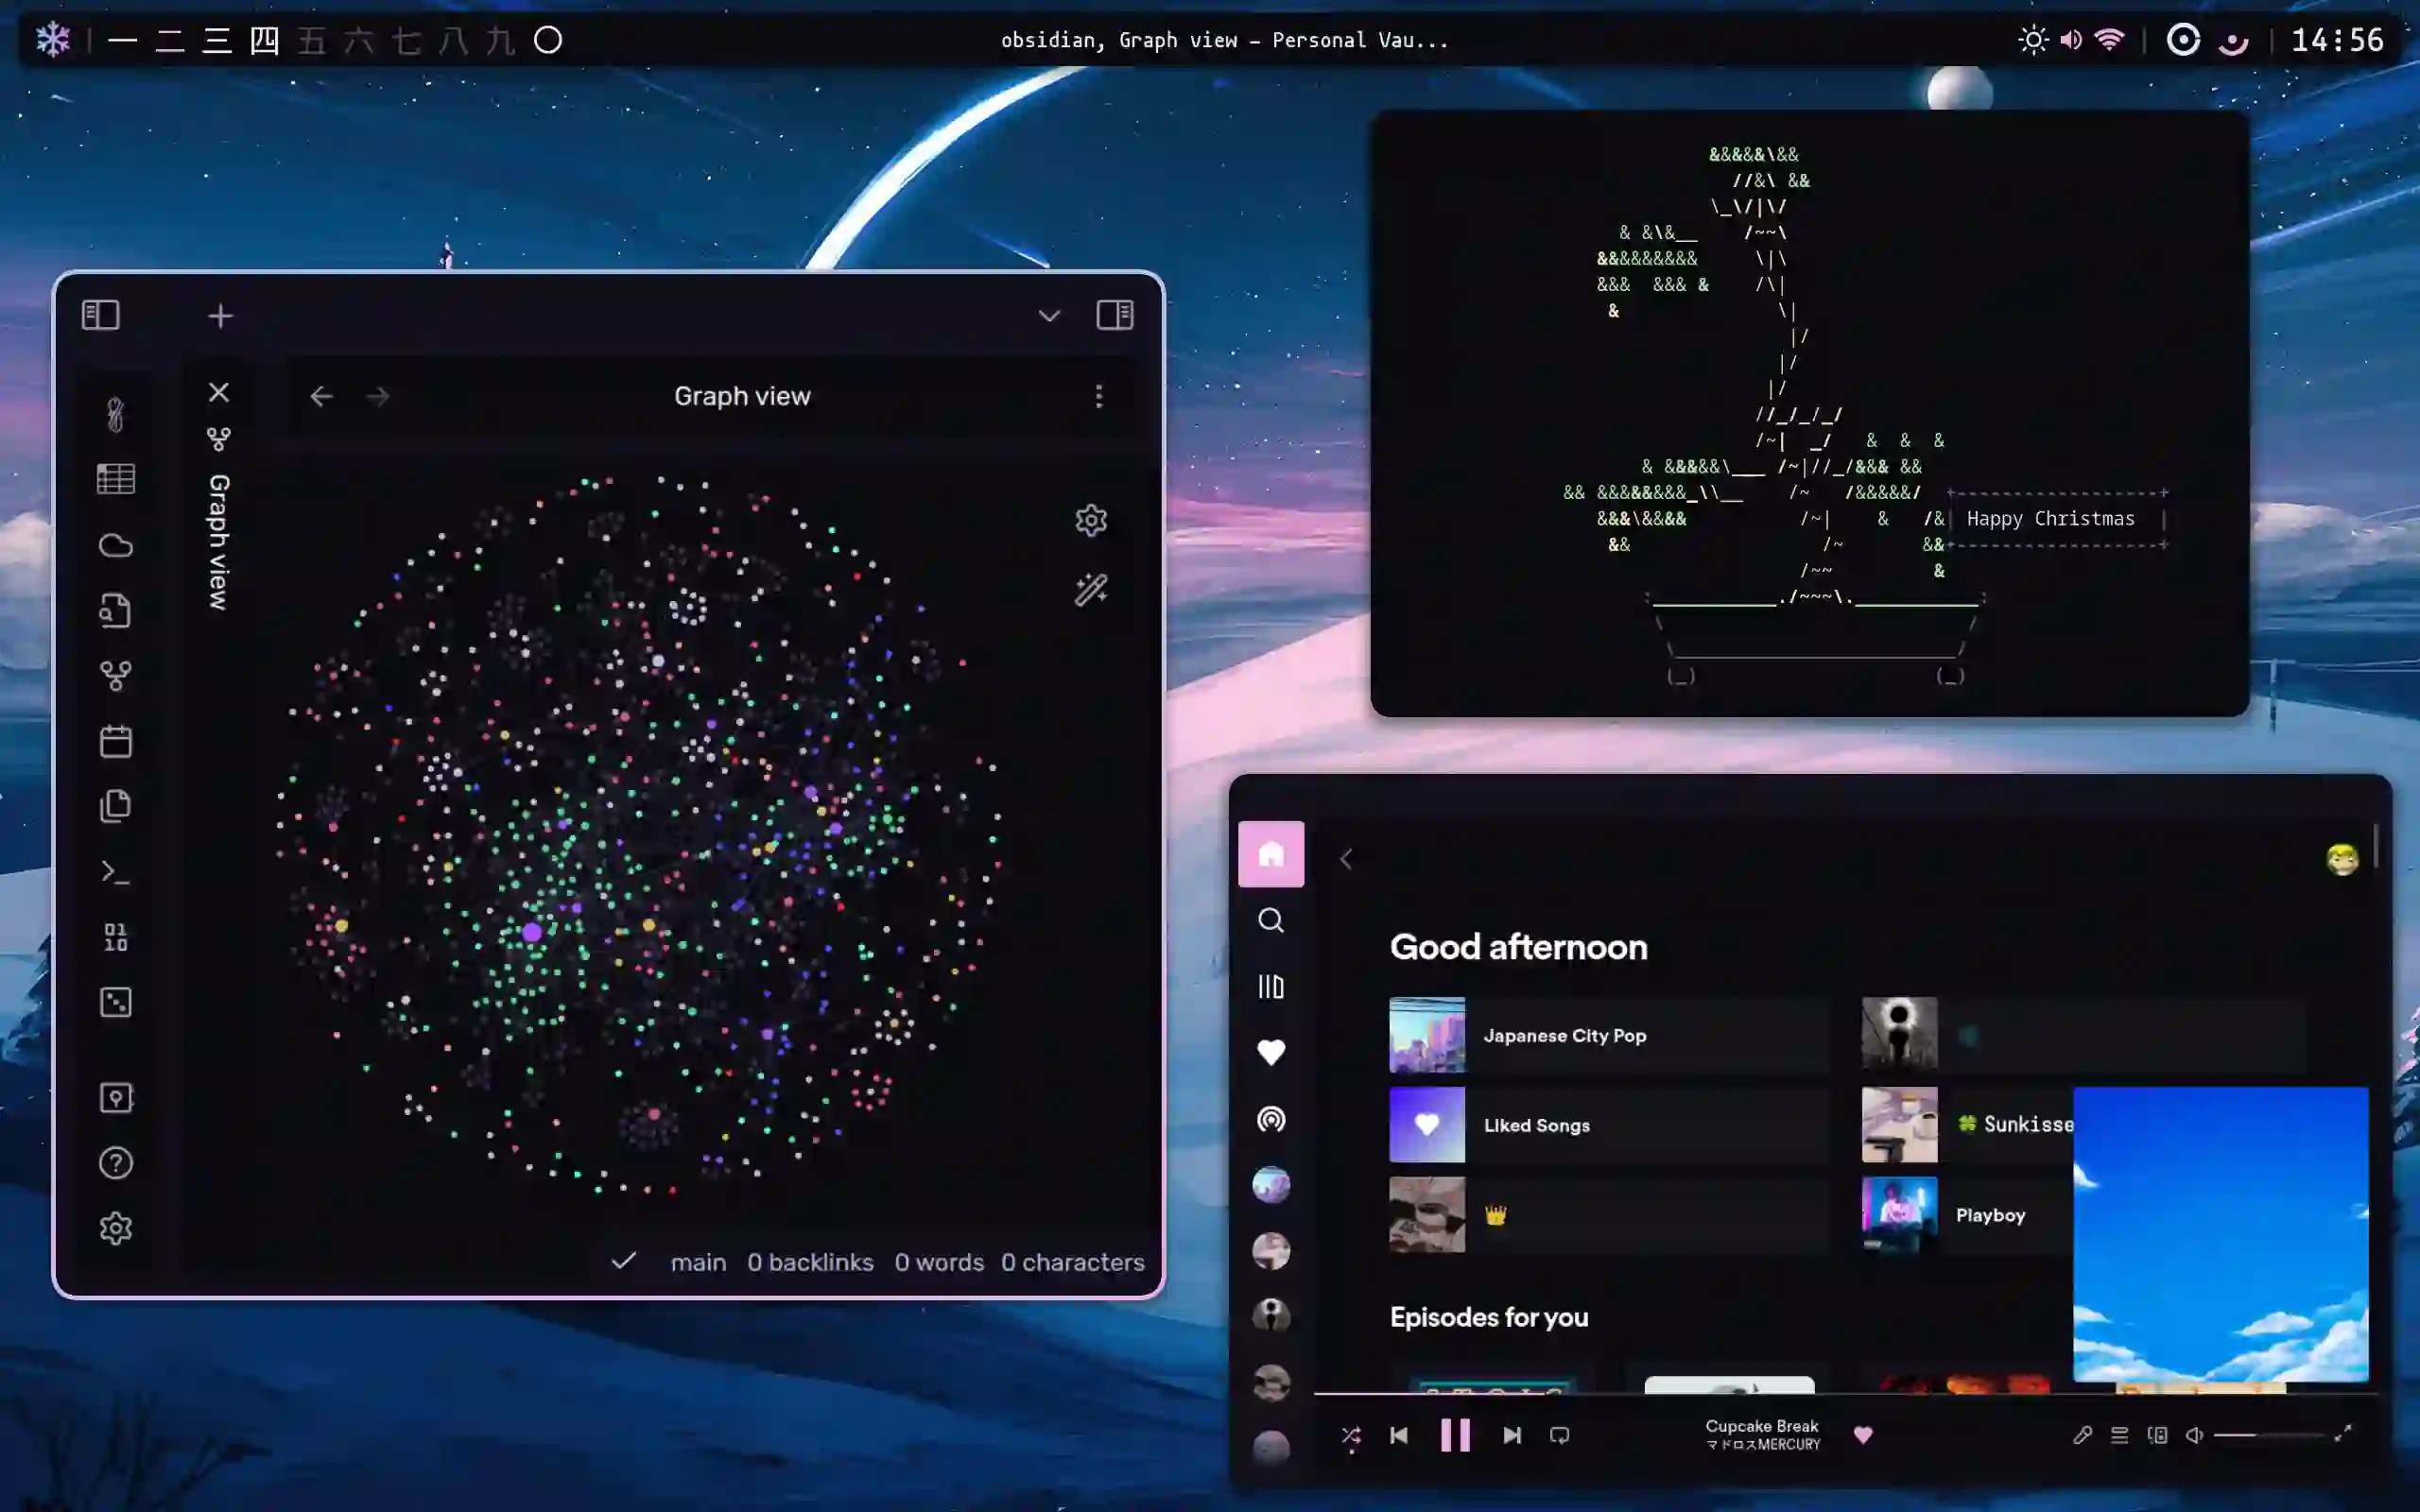 一 二 三 四 五 六 七 八 九 〇
obsidian, Graph view – Personal Vau...
14:56
Graph view
Graph view
main 0 backlinks 0 words 0 characters
&&&&&\&&
//&\ &&
\_\/|\/
& &\&__ /~~\
&&&&&&&&& \|\
&&& &&& & /\|
& \|
|/
|/
|/
//_/_/_/
/~| _/ & & &
& &&&&&\___ /~|//_/&&& &&
&& &&&&&&&&_\\__ /~ /&&&&&/ +-------------------+
&&&\&&&& /~| & /&| Happy Christmas |
&& /~ &&+-------------------+
/~~ &
:___________./~~~\.___________:
\ /
\_________________________/
(_) (_)
Good afternoon
Japanese City Pop
Liked Songs
🍀 Sunkisse
👑
Playboy
Episodes for you
Cupcake Break
マドロスMERCURY